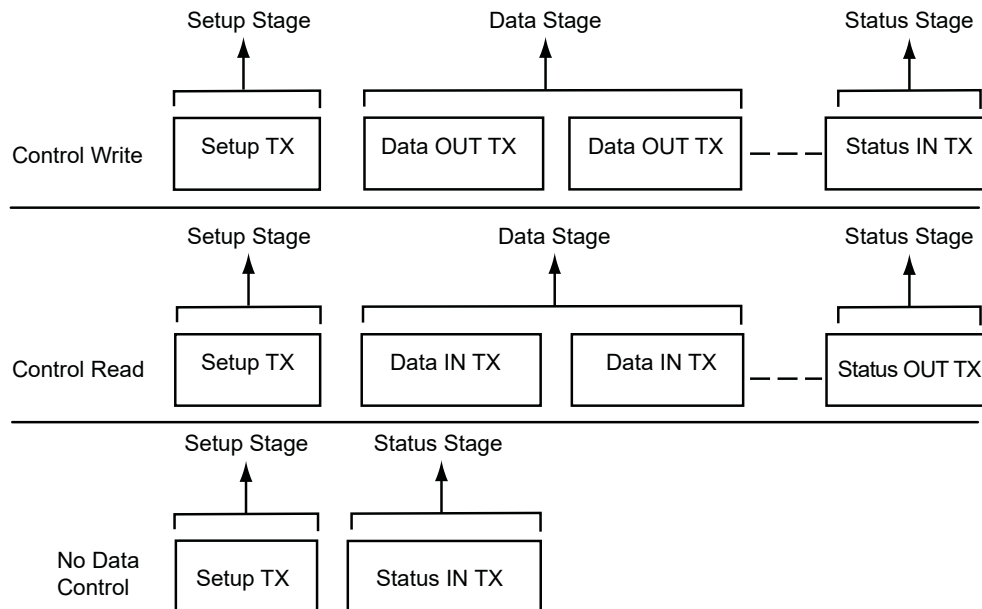 Setup Stage Data Stage Status Stage
Control Write Setup TX Data OUT TX Data OUT TX Status IN TX
Setup Stage Data Stage Status Stage
Control Read Setup TX Data IN TX Data IN TX Status OUT TX
Setup Stage Status Stage
No Data
Control
Setup TX Status IN TX